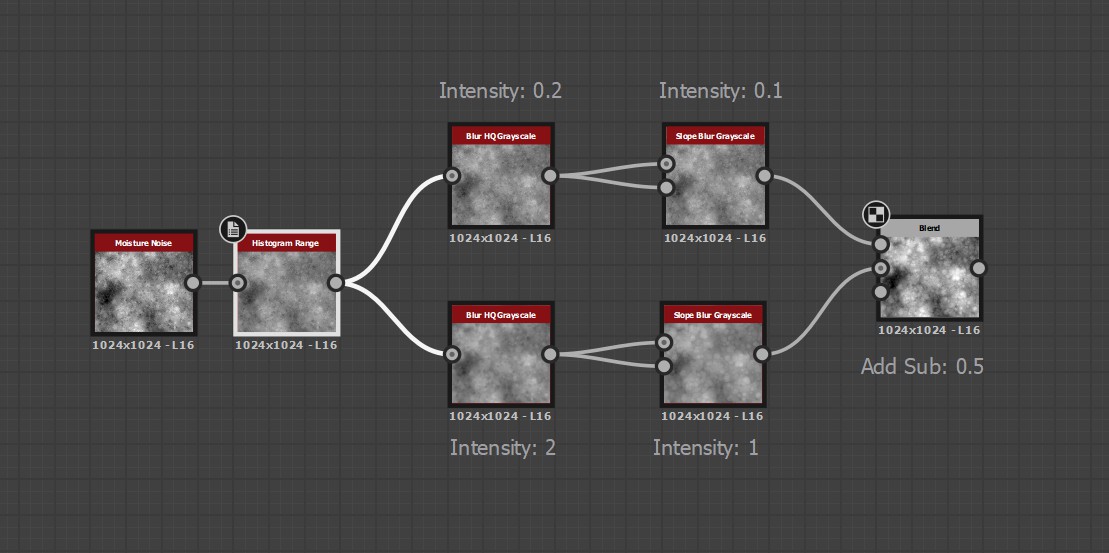 Intensity: 0.2
Intensity: 0.1
Blur HQ Grayscale
Slope Blur Grayscale
1024x1024 - L16
1024x1024 - L16
Moisture Noise
Histogram Range
Blend
1024x1024 - L16
1024x1024 - L16
1024x1024 - L16
Blur HQ Grayscale
Slope Blur Grayscale
1024x1024 - L16
1024x1024 - L16
Add Sub: 0.5
Intensity: 2
Intensity: 1